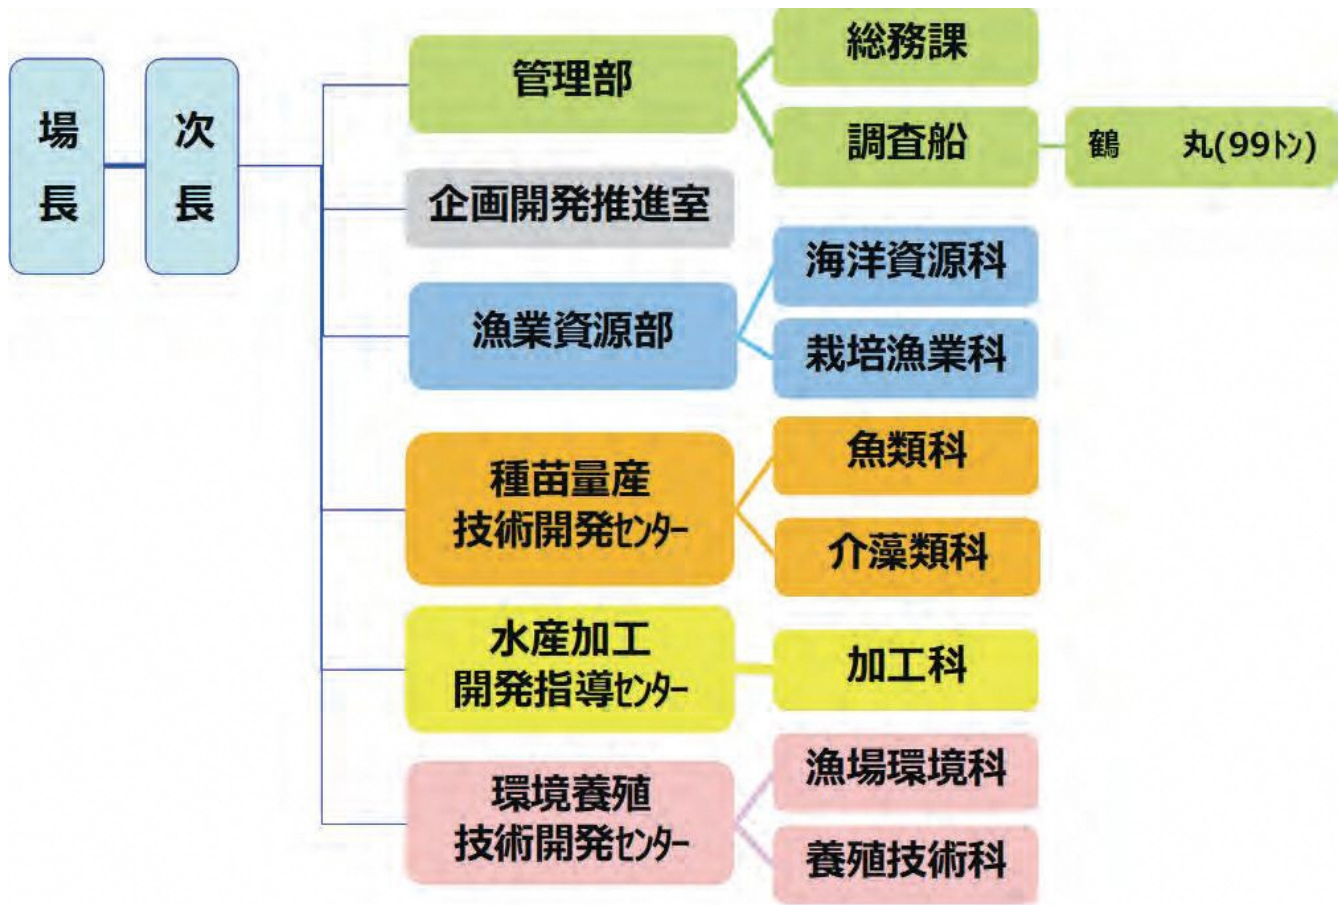 場長
次長
管理部
総務課
調査船
鶴　丸(99トン)
企画開発推進室
漁業資源部
海洋資源科
栽培漁業科
種苗量産
技術開発センター
魚類科
介藻類科
水産加工
開発指導センター
加工科
環境養殖
技術開発センター
漁場環境科
養殖技術科